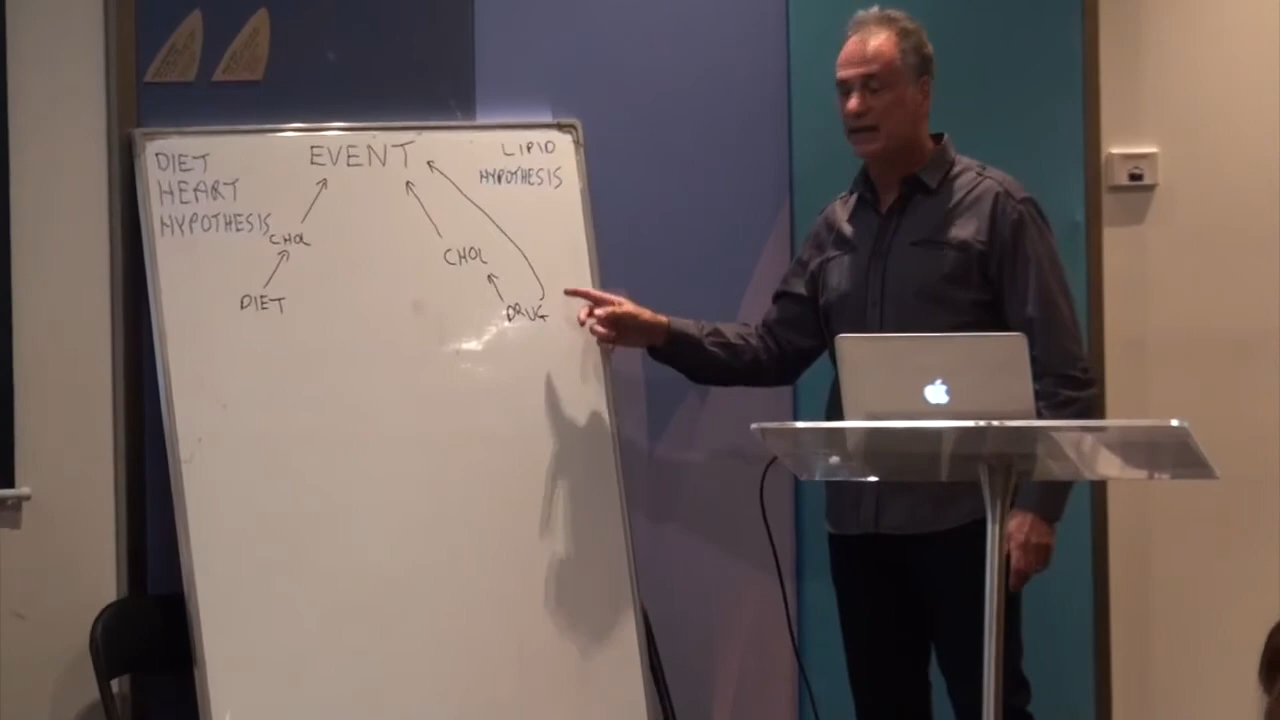 DIET
HEART
HYPOTHESIS
EVENT
LIPID
HYPOTHESIS
CHOL
DIET
CHOL
DRUG